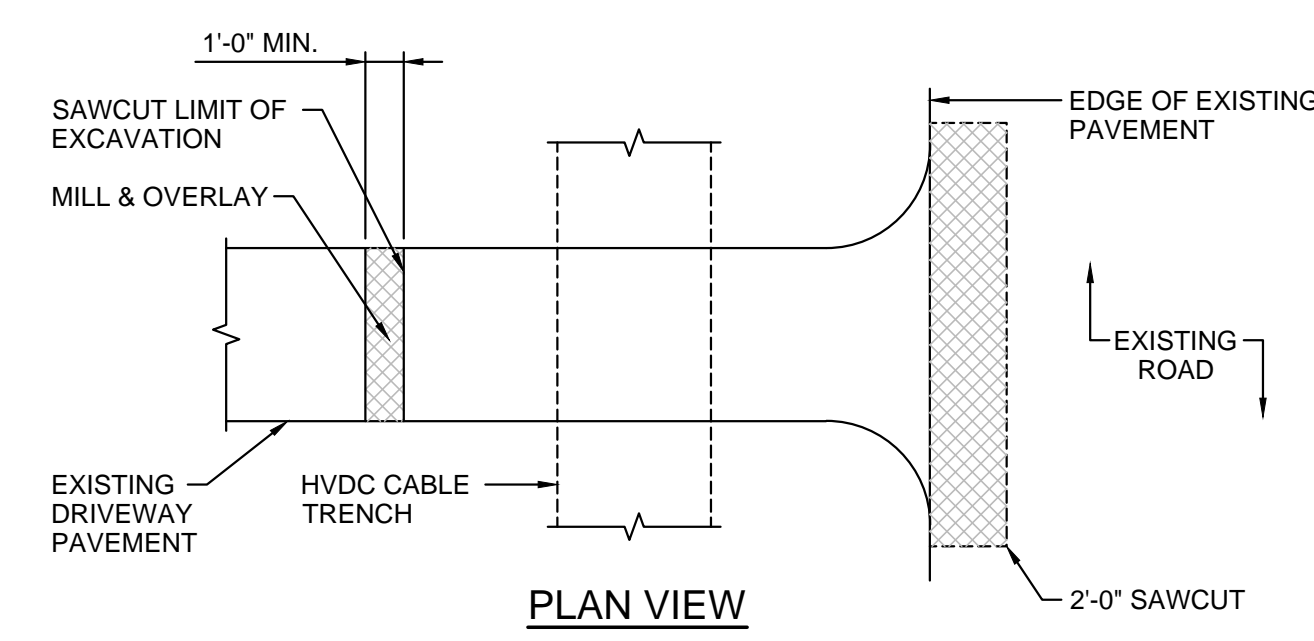 1'-0" MIN.
SAWCUT LIMIT OF
EXCAVATION
MILL & OVERLAY
EDGE OF EXISTING
PAVEMENT
EXISTING
ROAD
EXISTING
DRIVEWAY
PAVEMENT
HVDC CABLE
TRENCH
2'-0" SAWCUT
PLAN VIEW